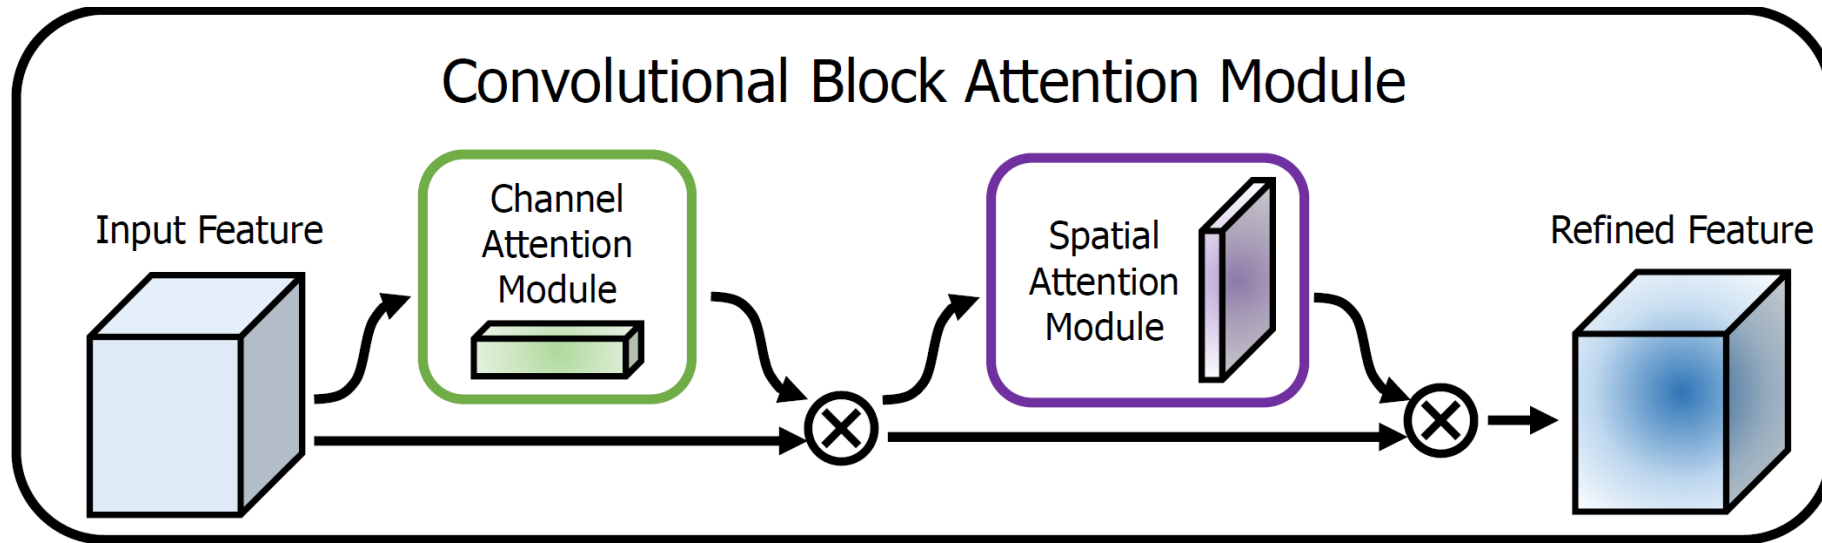 Convolutional Block Attention Module
Input Feature
Channel
Attention
Module
Spatial
Attention
Module
Refined Feature